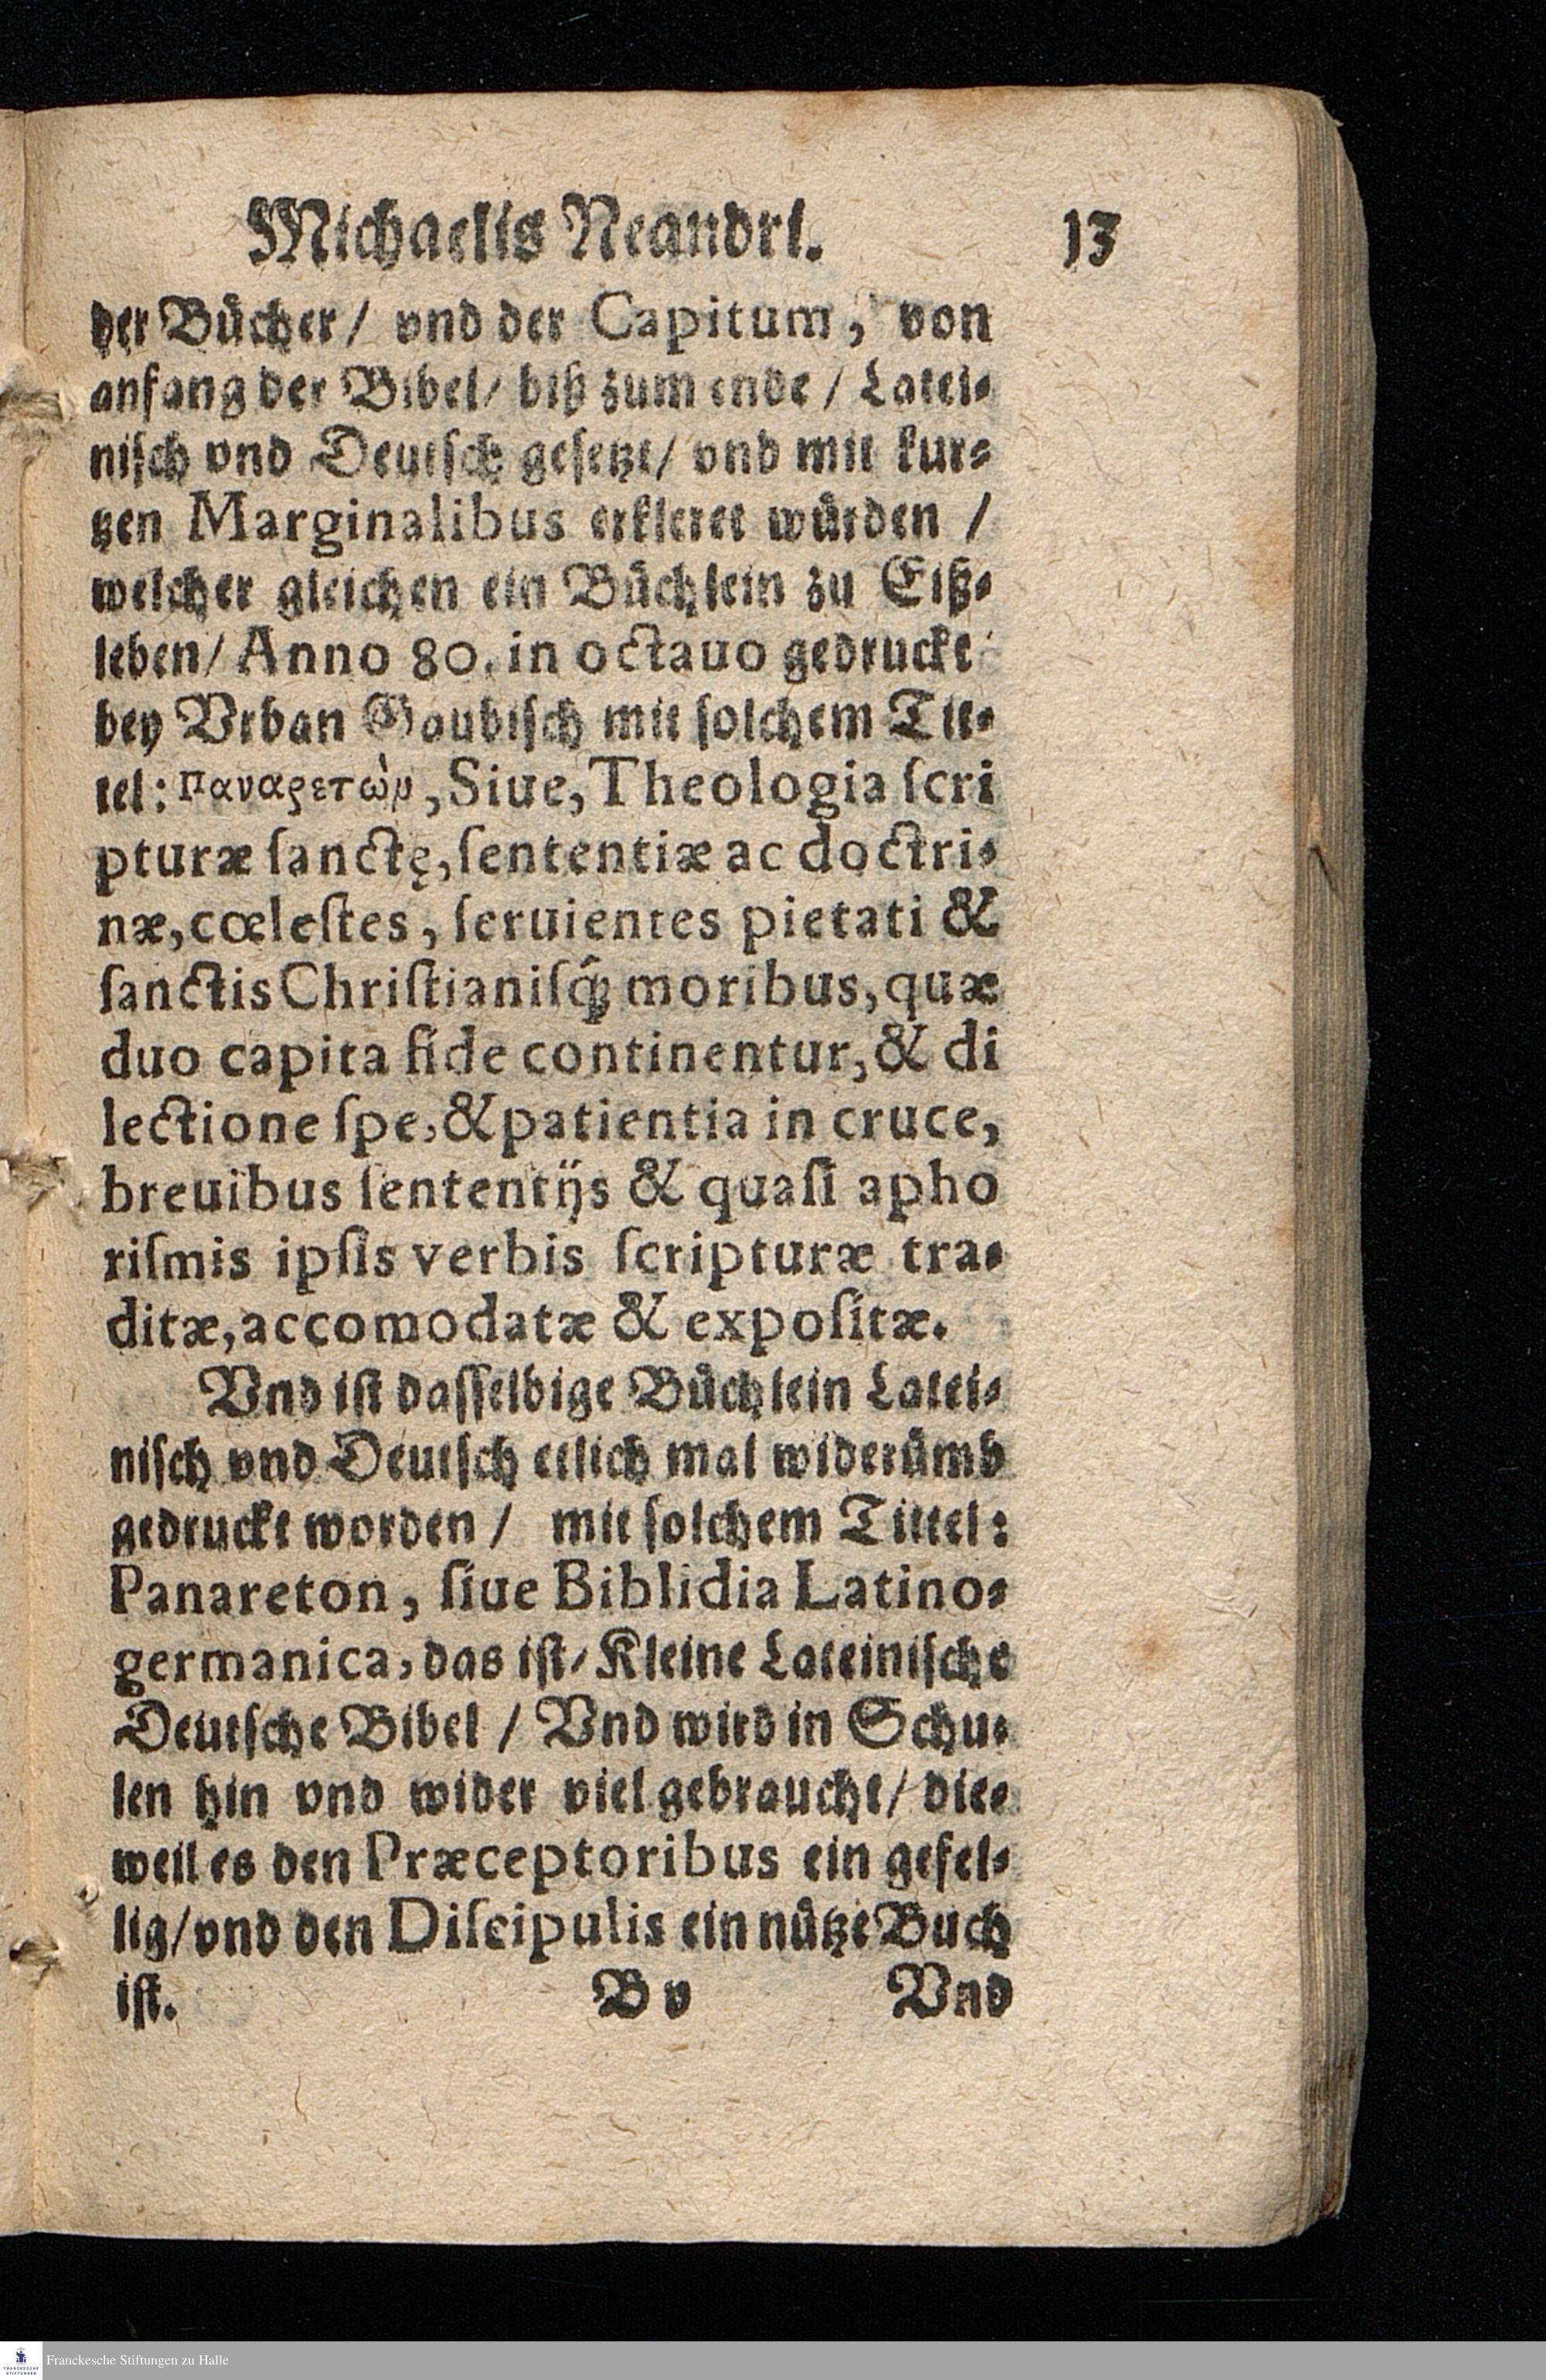 Michaelis Neandri.
13
der Bücher/ vnd der Capitum, von
anfang der Bibel/ biß zum ende / Latei-
nisch vnd Deutsch gesetzt/ vnd mit kur-
tzen Marginalibus erkleret würden /
welcher gleichen ein Büchlein zu Eiß-
leben/ Anno 80. in octauo gedruckt
bey Vrban Gaubisch mit solchem Tit-
tel: Παναρετὼν, Siue, Theologia ſcri
pturæ ſanctę, ſententiæ ac doctri-
næ, cœleſtes, ſeruientes pietati &
ſanctis Chriſtianiſq́; moribus, quæ
duo capita fide continentur, & di
lectione ſpe, & patientia in cruce,
breuibus ſententijs & quaſi apho
riſmis ipſis verbis ſcripturæ tra-
ditæ, accomodatæ & expoſitæ.
Vnd iſt daſſelbige Büchlein Latei-
niſch vnd Deutſch etlich mal widerümb
gedruckt worden / mit ſolchem Tittel:
Panareton, ſiue Biblidia Latino-
germanica, das iſt/ Kleine Lateiniſche
Deutſche Bibel / Vnd wird in Schu-
len hin vnd wider viel gebraucht/ die-
weil es den Præceptoribus ein gefel-
lig/ vnd den Diſcipulis ein nütze Buch
iſt.
B v
Vnd
FRANCKESCHE STIFTUNGEN
Franckesche Stiftungen zu Halle